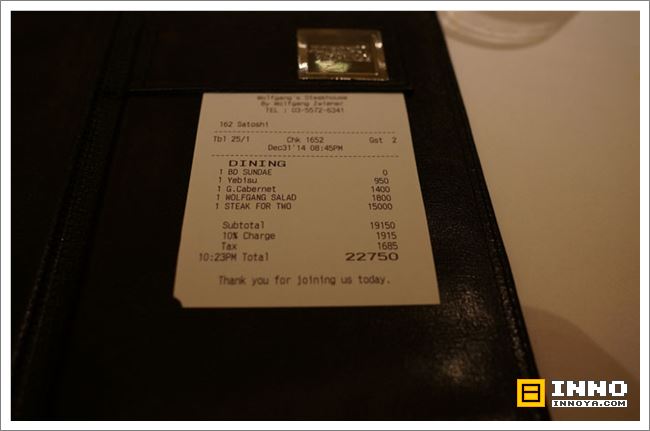 Wolfgang's Steakhouse
By Wolfgang Zwiener
TEL : 03-5572-6341
162 Satoshi
Tbl 25/1 Chk 1652 Gst 2
Dec31'14 08:45PM
DINING
1 BD SUNDAE 0
1 Yebisu 950
1 G.Cabernet 1400
1 WOLFGANG SALAD 1800
1 STEAK FOR TWO 15000
Subtotal 19150
10% Charge 1915
Tax 1685
10:23PM Total 22750
Thank you for joining us today.
INNO
INNOYA.COM